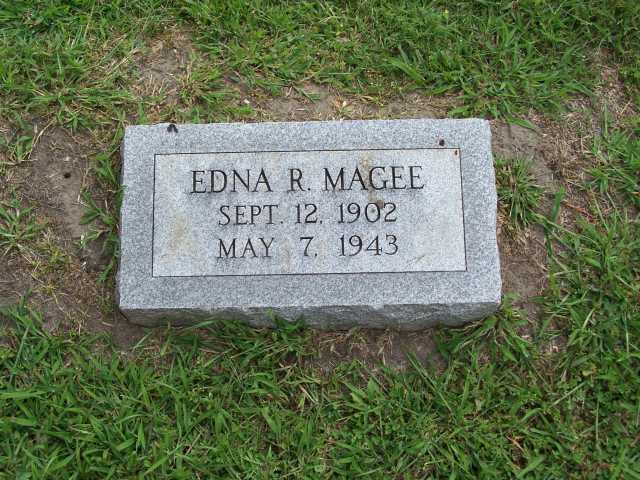 EDNA R. MAGEE
SEPT. 12, 1902
MAY 7, 1943